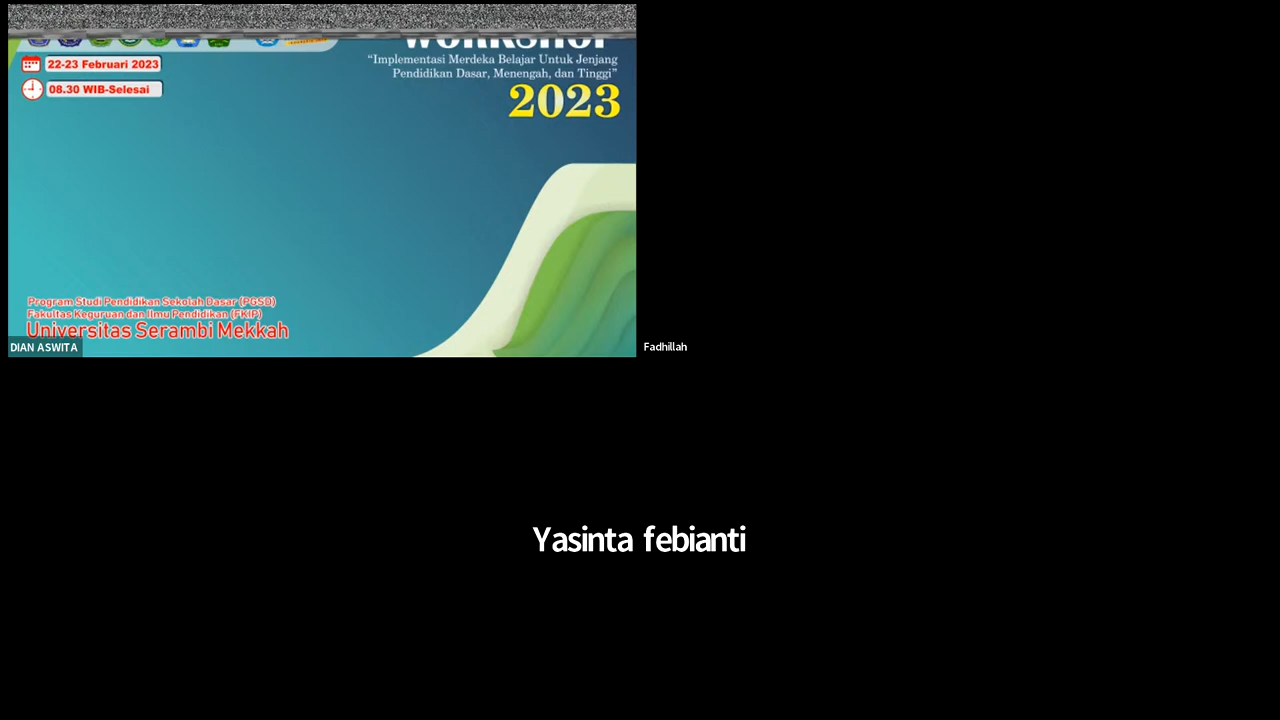 WORKSHOP
22-23 Februari 2023
08.30 WIB-Selesai
“Implementasi Merdeka Belajar Untuk Jenjang
Pendidikan Dasar, Menengah, dan Tinggi”
2023
Program Studi Pendidikan Sekolah Dasar (PGSD)
Fakultas Keguruan dan Ilmu Pendidikan (FKIP)
Universitas Serambi Mekkah
DIAN ASWITA
Fadhillah
Yasinta febianti